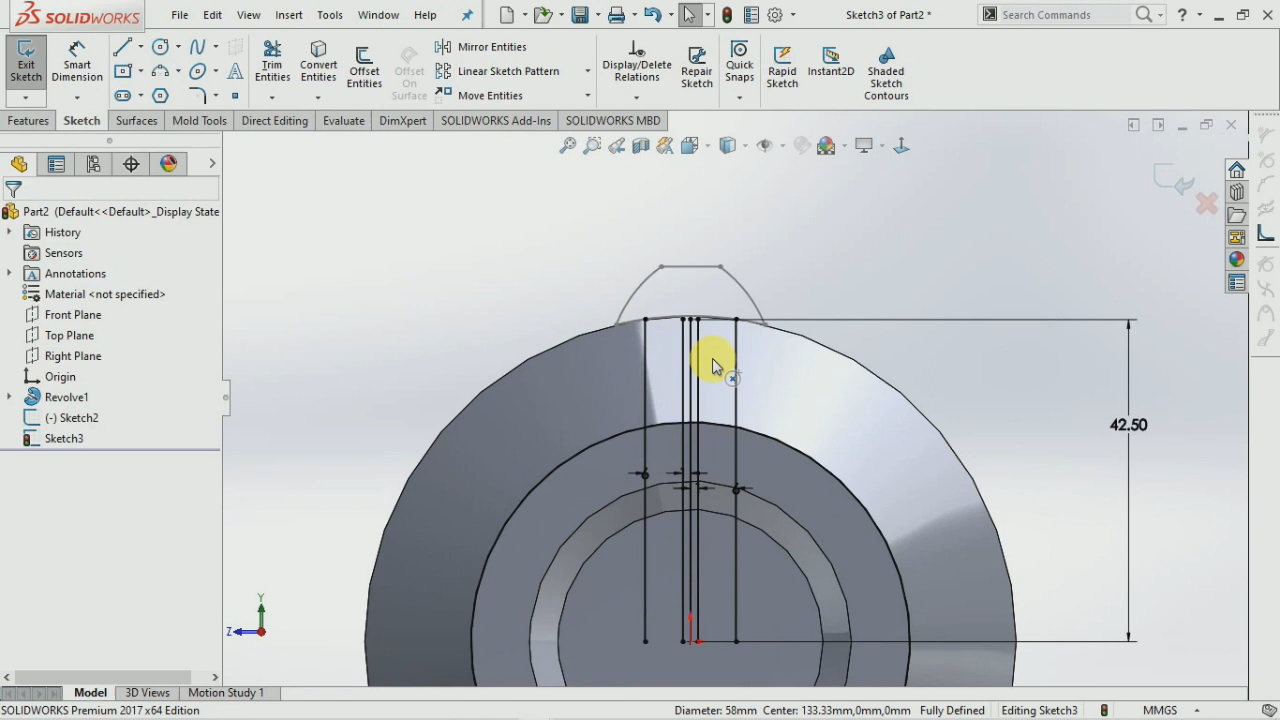 SOLIDWORKS File Edit View Insert Tools Window Help Sketch3 of Part2 * Search Commands ?
Exit Sketch Smart Dimension Trim Entities Convert Entities Offset Entities Offset On Surface Mirror Entities Linear Sketch Pattern Move Entities Display/Delete Relations Repair Sketch Quick Snaps Rapid Sketch Instant2D Shaded Sketch Contours
Features Sketch Surfaces Mold Tools Direct Editing Evaluate DimXpert SOLIDWORKS Add-Ins SOLIDWORKS MBD
Part2 (Default<<Default>_Display State
History
Sensors
Annotations
Material <not specified>
Front Plane
Top Plane
Right Plane
Origin
Revolve1
(-) Sketch2
Sketch3
42.50
Y
Z
Model 3D Views Motion Study 1
SOLIDWORKS Premium 2017 x64 Edition Diameter: 58mm Center: 133.33mm,0mm,0mm Fully Defined Editing Sketch3 MMGS